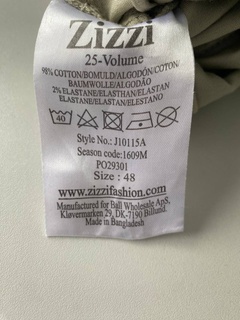 Zizzi
25-Volume
98% COTTON/BOMULD/ALGODÓN/COTON/
BAUMWOLLE/ALGODÃO
2% ELASTANE/ELASTHAN/ELASTAN
ELASTANE/ELASTAN/ELASTANO
40
Style No.: J10115A
Season code:1609M
PO29301
Size : 48
www.zizzifashion.com
Manufactured for Ball Wholesale ApS,
Kløvermarken 29, DK-7190 Billund.
Made in Bangladesh